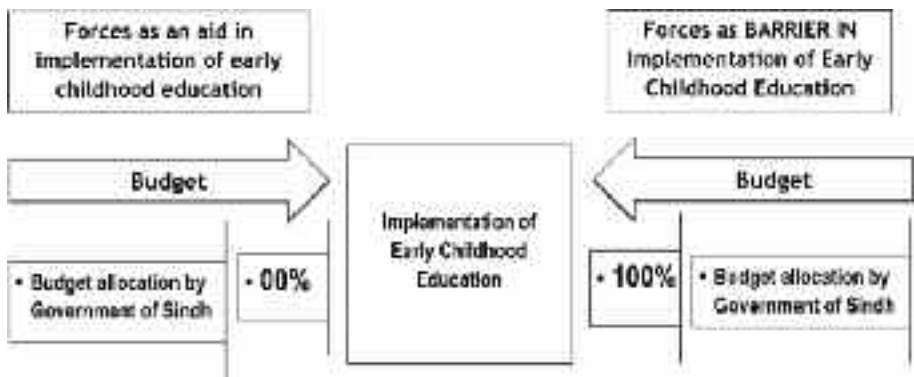 Forces as an aid in
implementation of early
childhood education
Forces as BARRIER IN
Implementation of Early
Childhood Education
Budget
Budget
Implementation of
Early Childhood
Education
• Budget allocation by
Government of Sindh
• 00%
• 100%
• Budget allocation by
Government of Sindh